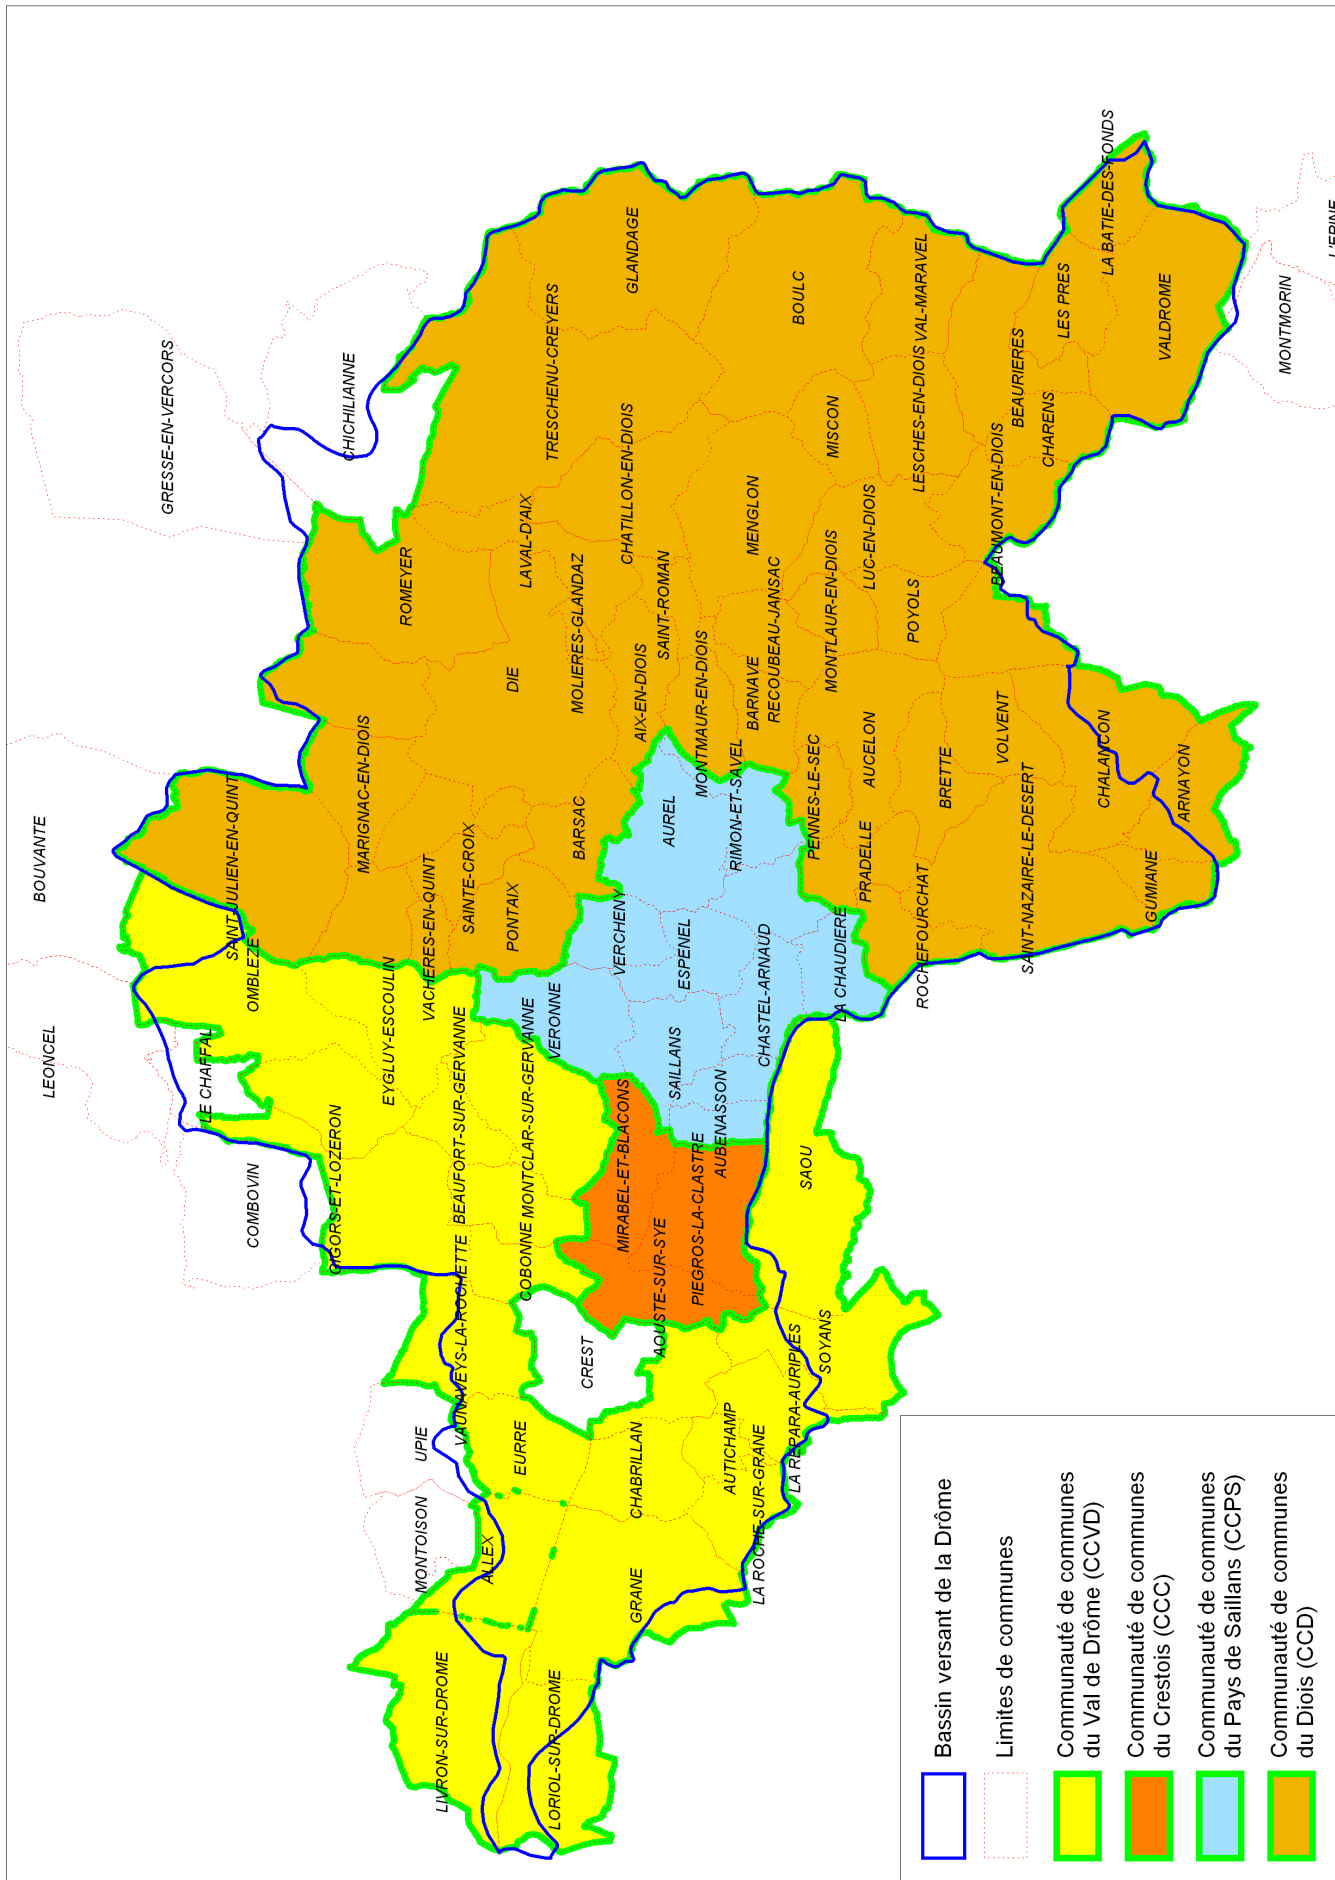 LEONCEL
BOUVANTE
GRESSE-EN-VERCORS
CHICHILIANNE
COMBOVIN
LE CHAFFAL
OMBLEZE
SAINT-JULIEN-EN-QUINT
GIGORS-ET-LOZERON
EYGLUY-ESCOULIN
MARIGNAC-EN-DIOIS
ROMEYER
MONTOISON
UPIE
VAUNAVEYS-LA-ROCHETTE
BEAUFORT-SUR-GERVANNE
VACHERES-EN-QUINT
SAINTE-CROIX
LIVRON-SUR-DROME
ALLEX
EURRE
COBONNE
MONTCLAR-SUR-GERVANNE
PONTAIX
DIE
LAVAL-D'AIX
TRESCHENU-CREYERS
LORIOL-SUR-DROME
CREST
VERONNE
BARSAC
MOLIERES-GLANDAZ
CHATILLON-EN-DIOIS
GLANDAGE
GRANE
CHABRILLAN
AOUSTE-SUR-SYE
MIRABEL-ET-BLACONS
VERCHENY
AIX-EN-DIOIS
SAINT-ROMAN
SAILLANS
ESPENEL
AUREL
MONTMAUR-EN-DIOIS
PIEGROS-LA-CLASTRE
AUBENASSON
RIMON-ET-SAVEL
BARNAVE
RECOUBEAU-JANSAC
MENGLON
BOULC
LA ROCHE-SUR-GRANE
AUTICHAMP
LA REPARA-AURIPLES
SOYANS
SAOU
CHASTEL-ARNAUD
LA CHAUDIERE
PENNES-LE-SEC
MONTLAUR-EN-DIOIS
MISCON
PRADELLE
AUCELON
LUC-EN-DIOIS
POYOLS
LESCHES-EN-DIOIS
VAL-MARAVEL
ROCHEFOURCHAT
BRETTE
VOLVENT
BEAUMONT-EN-DIOIS
BEAURIERES
CHARENS
LES PRES
LA BATIE-DES-FONDS
SAINT-NAZAIRE-LE-DESERT
CHALANCON
GUMIANE
ARNAYON
VALDROME
MONTMORIN
Bassin versant de la Drôme
Limites de communes
Communauté de communes
du Val de Drôme (CCVD)
Communauté de communes
du Crestois (CCC)
Communauté de communes
du Pays de Saillans (CCPS)
Communauté de communes
du Diois (CCD)